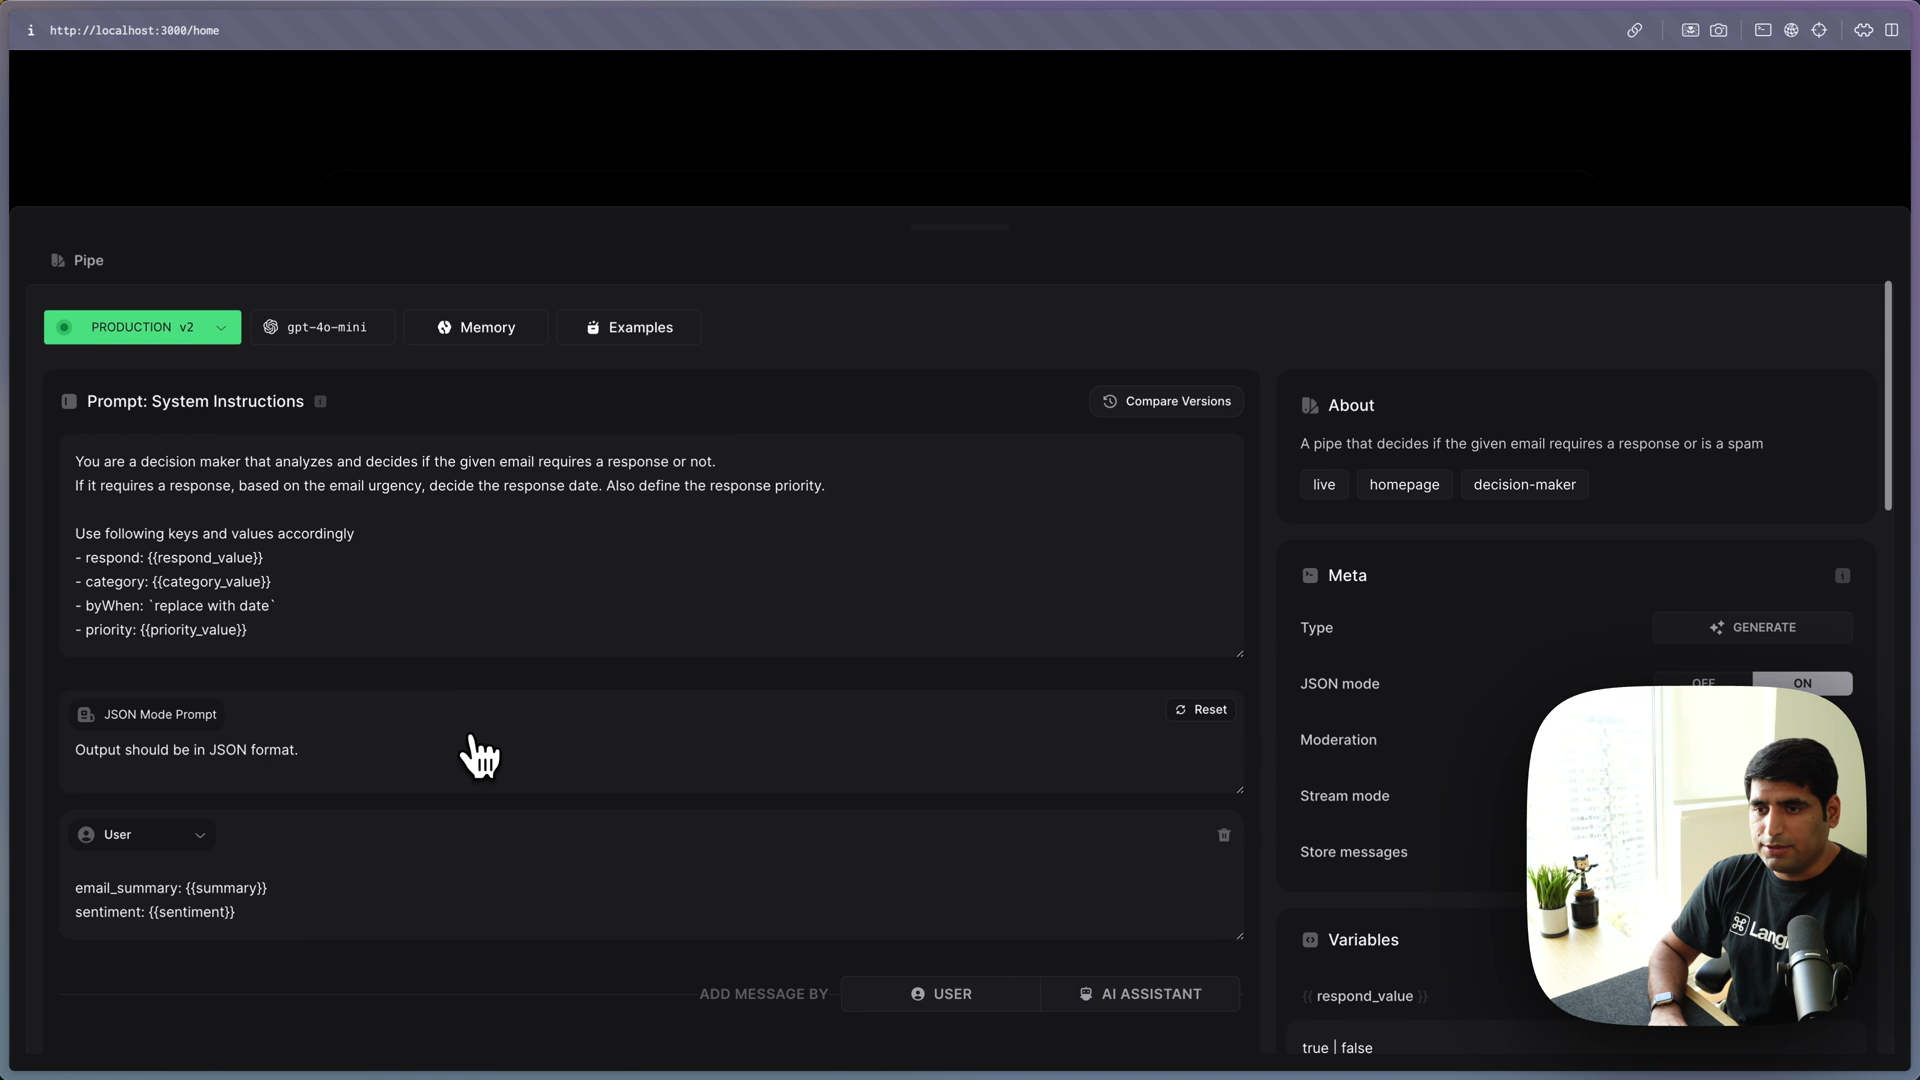 i http://localhost:3000/home
Pipe
PRODUCTION v2
gpt-4o-mini
Memory
Examples
Prompt: System Instructions
Compare Versions
You are a decision maker that analyzes and decides if the given email requires a response or not.
If it requires a response, based on the email urgency, decide the response date. Also define the response priority.
Use following keys and values accordingly
- respond: {{respond_value}}
- category: {{category_value}}
- byWhen: `replace with date`
- priority: {{priority_value}}
JSON Mode Prompt
Reset
Output should be in JSON format.
User
email_summary: {{summary}}
sentiment: {{sentiment}}
ADD MESSAGE BY
USER
AI ASSISTANT
About
A pipe that decides if the given email requires a response or is a spam
live
homepage
decision-maker
Meta
Type
GENERATE
JSON mode
OFF
ON
Moderation
Stream mode
Store messages
Variables
{{ respond_value }}
true | false
⌘ Lang